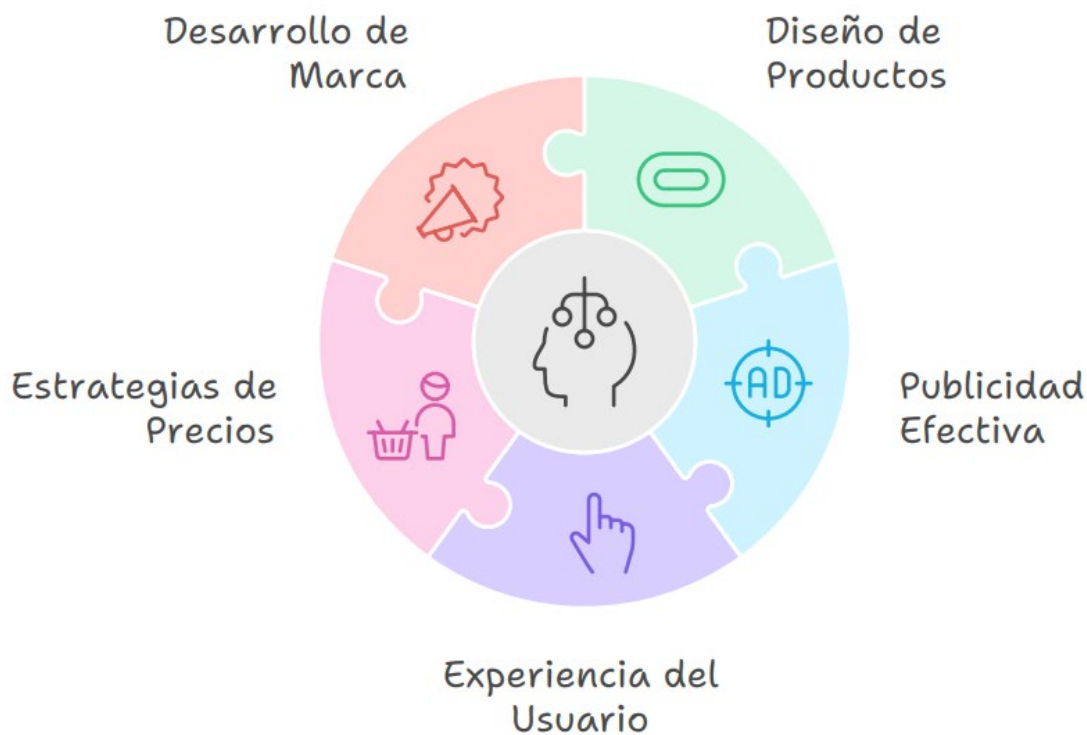 Desarrollo de
Marca
Diseño de
Productos
Estrategias de
Precios
AD
Publicidad
Efectiva
Experiencia del
Usuario